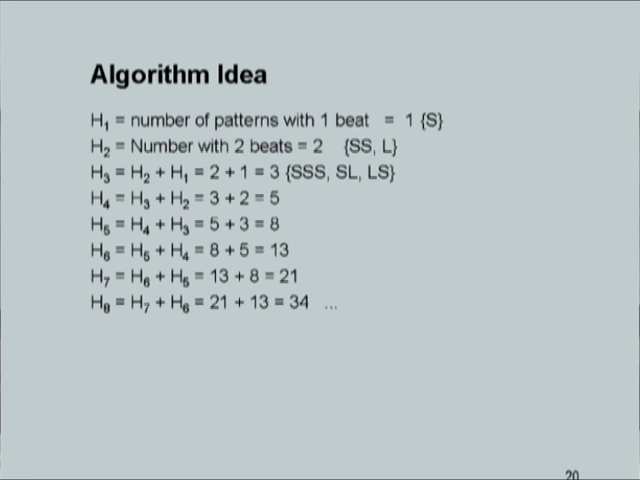 Algorithm Idea
H₁ = number of patterns with 1 beat = 1 {S}
H₂ = Number with 2 beats = 2 {SS, L}
H₃ = H₂ + H₁ = 2 + 1 = 3 {SSS, SL, LS}
H₄ = H₃ + H₂ = 3 + 2 = 5
H₅ = H₄ + H₃ = 5 + 3 = 8
H₆ = H₅ + H₄ = 8 + 5 = 13
H₇ = H₆ + H₅ = 13 + 8 = 21
H₈ = H₇ + H₆ = 21 + 13 = 34 ...
20